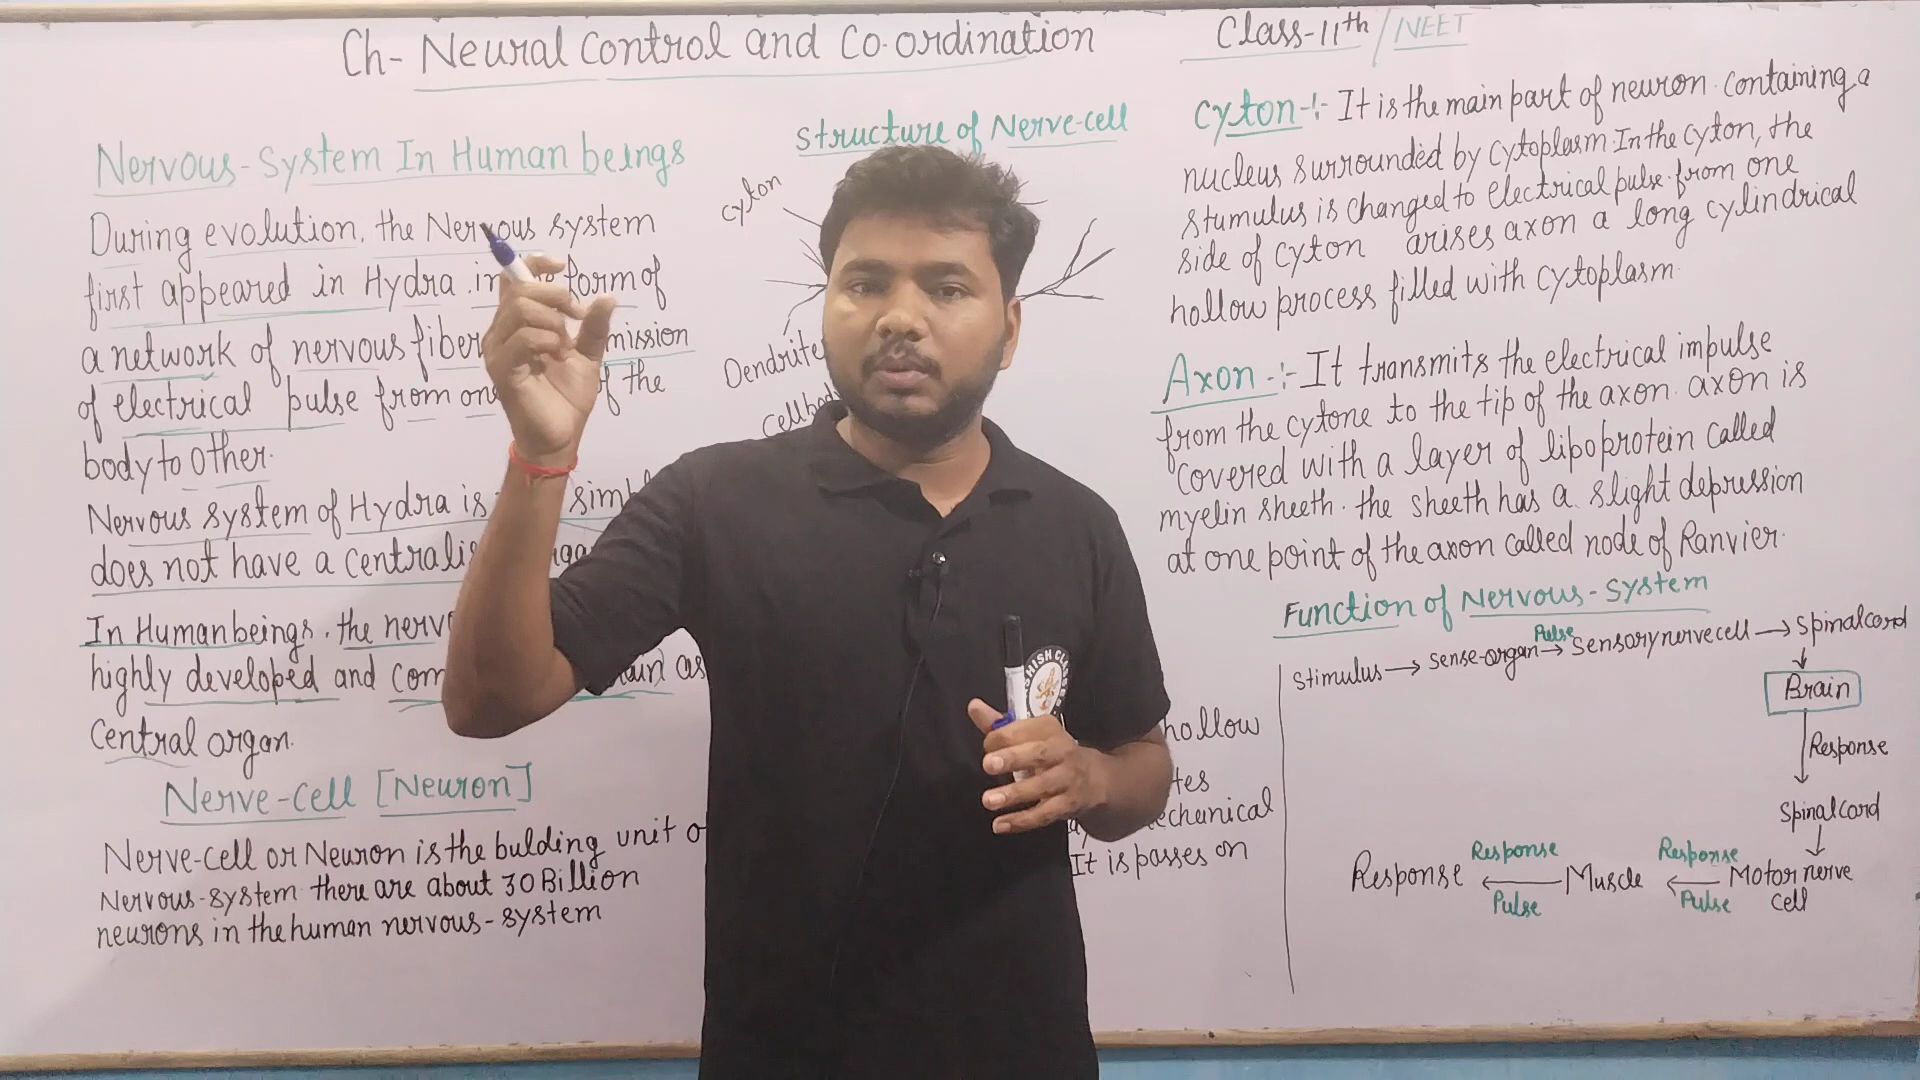 Ch- Neural Control and Co-ordination
Class-11th / NEET
Nervous-System In Human beings
During evolution, the Nervous system
first appeared in Hydra in form of
a network of nervous fiber mission
of electrical pulse from one of the
body to other.
Nervous system of Hydra is
does not have a
In Human beings, the
highly developed and as
Central organ.
Nerve-cell [Neuron]
Nerve-cell or Neuron is the bulding unit
Nervous-system there are about 30 Billion
neurons in the human nervous-system
Structure of Nerve-cell
Cyton
Dendrite
hollow
tes
echanical
It is passes on
Cyton-:- It is the main part of neuron containing a
nucleus surrounded by cytoplasm In the cyton, the
stumulus is changed to electrical pulse from one
side of cyton arises axon a long cylindrical
hollow process filled with cytoplasm
Axon-:- It transmits the electrical impulse
from the cytone to the tip of the axon. axon is
covered with a layer of lipoprotein called
myelin sheeth. the sheeth has a slight depression
at one point of the axon called node of Ranvier.
Function of Nervous-System
Stimulus → Sense-organ → Pulse Sensory nerve cell → Spinal cord
Brain
Response
Spinal cord
Motor nerve
cell
Response
Pulse
Muscle
Response
Pulse
Response